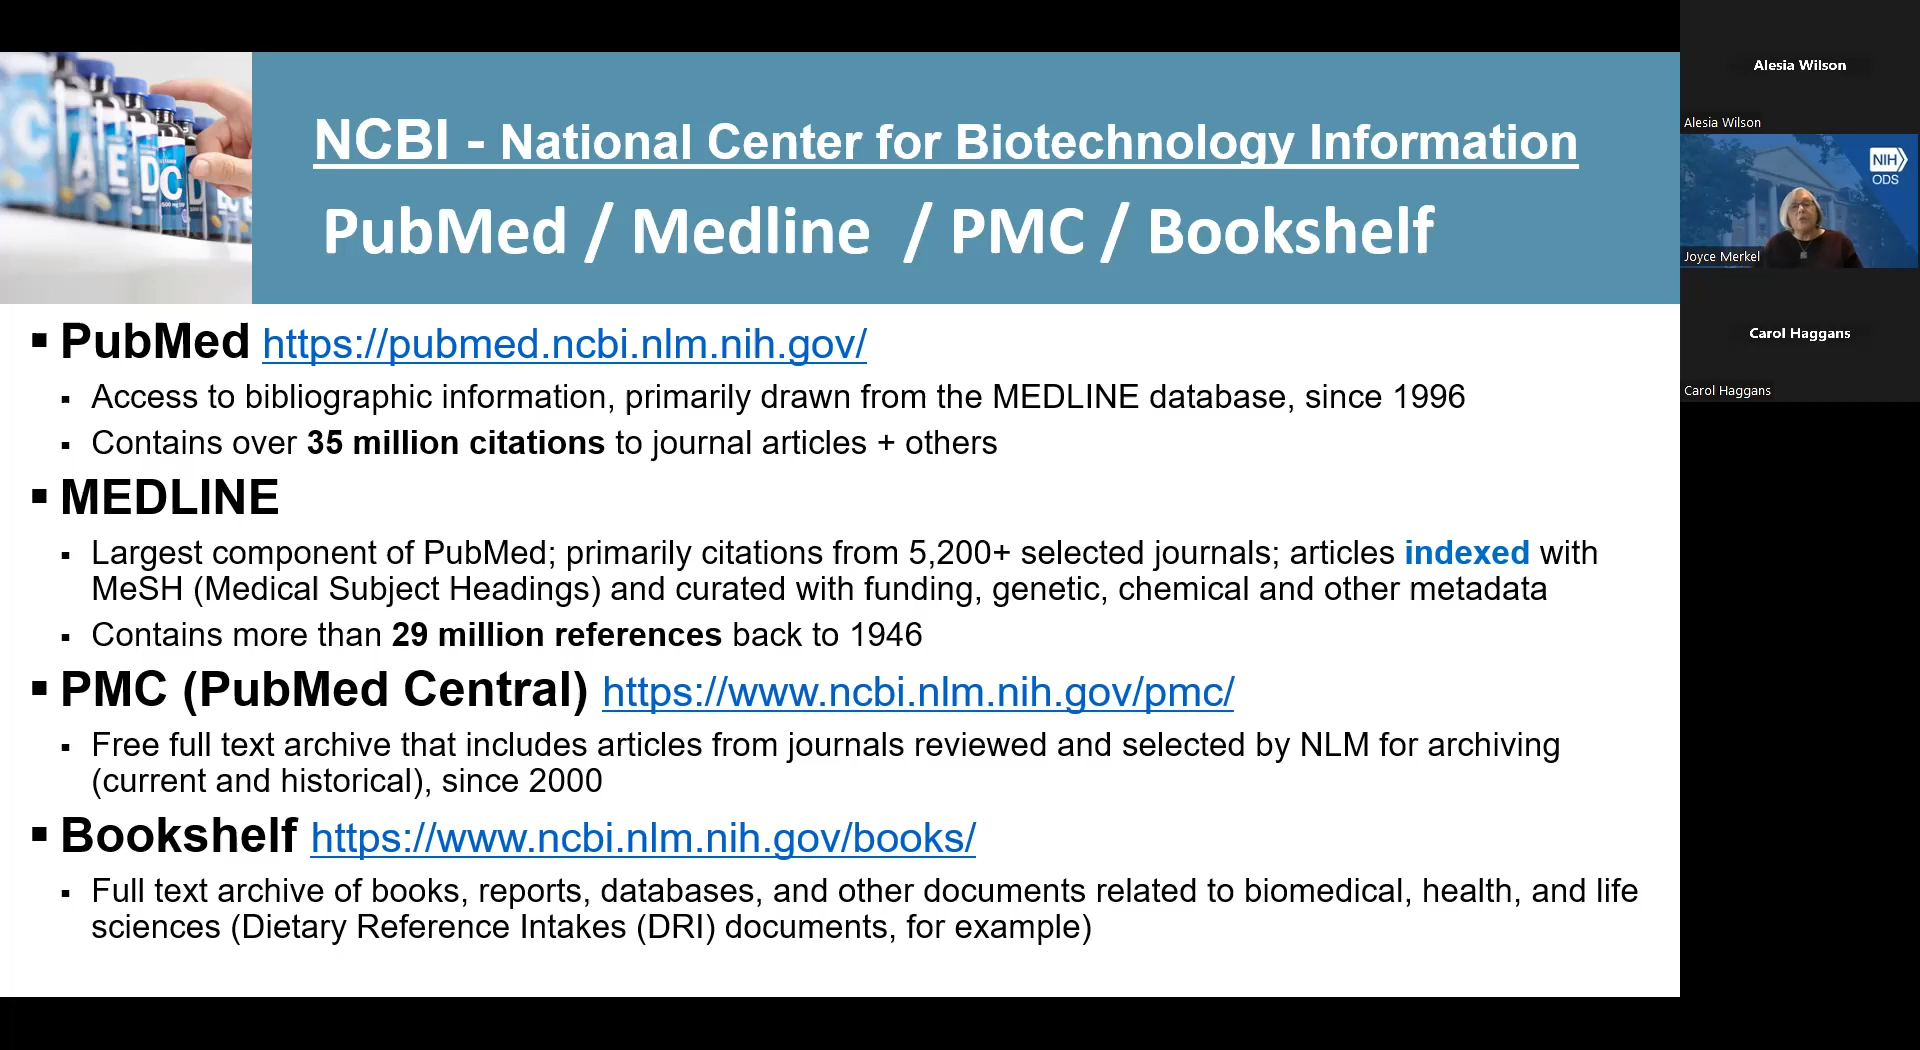 NCBI - National Center for Biotechnology Information
PubMed / Medline / PMC / Bookshelf
▪ PubMed https://pubmed.ncbi.nlm.nih.gov/
▪ Access to bibliographic information, primarily drawn from the MEDLINE database, since 1996
▪ Contains over 35 million citations to journal articles + others
▪ MEDLINE
▪ Largest component of PubMed; primarily citations from 5,200+ selected journals; articles indexed with
MeSH (Medical Subject Headings) and curated with funding, genetic, chemical and other metadata
▪ Contains more than 29 million references back to 1946
▪ PMC (PubMed Central) https://www.ncbi.nlm.nih.gov/pmc/
▪ Free full text archive that includes articles from journals reviewed and selected by NLM for archiving
(current and historical), since 2000
▪ Bookshelf https://www.ncbi.nlm.nih.gov/books/
▪ Full text archive of books, reports, databases, and other documents related to biomedical, health, and life
sciences (Dietary Reference Intakes (DRI) documents, for example)
C A E D C D
Alesia Wilson
Alesia Wilson
NIH
ODS
Joyce Merkel
Carol Haggans
Carol Haggans